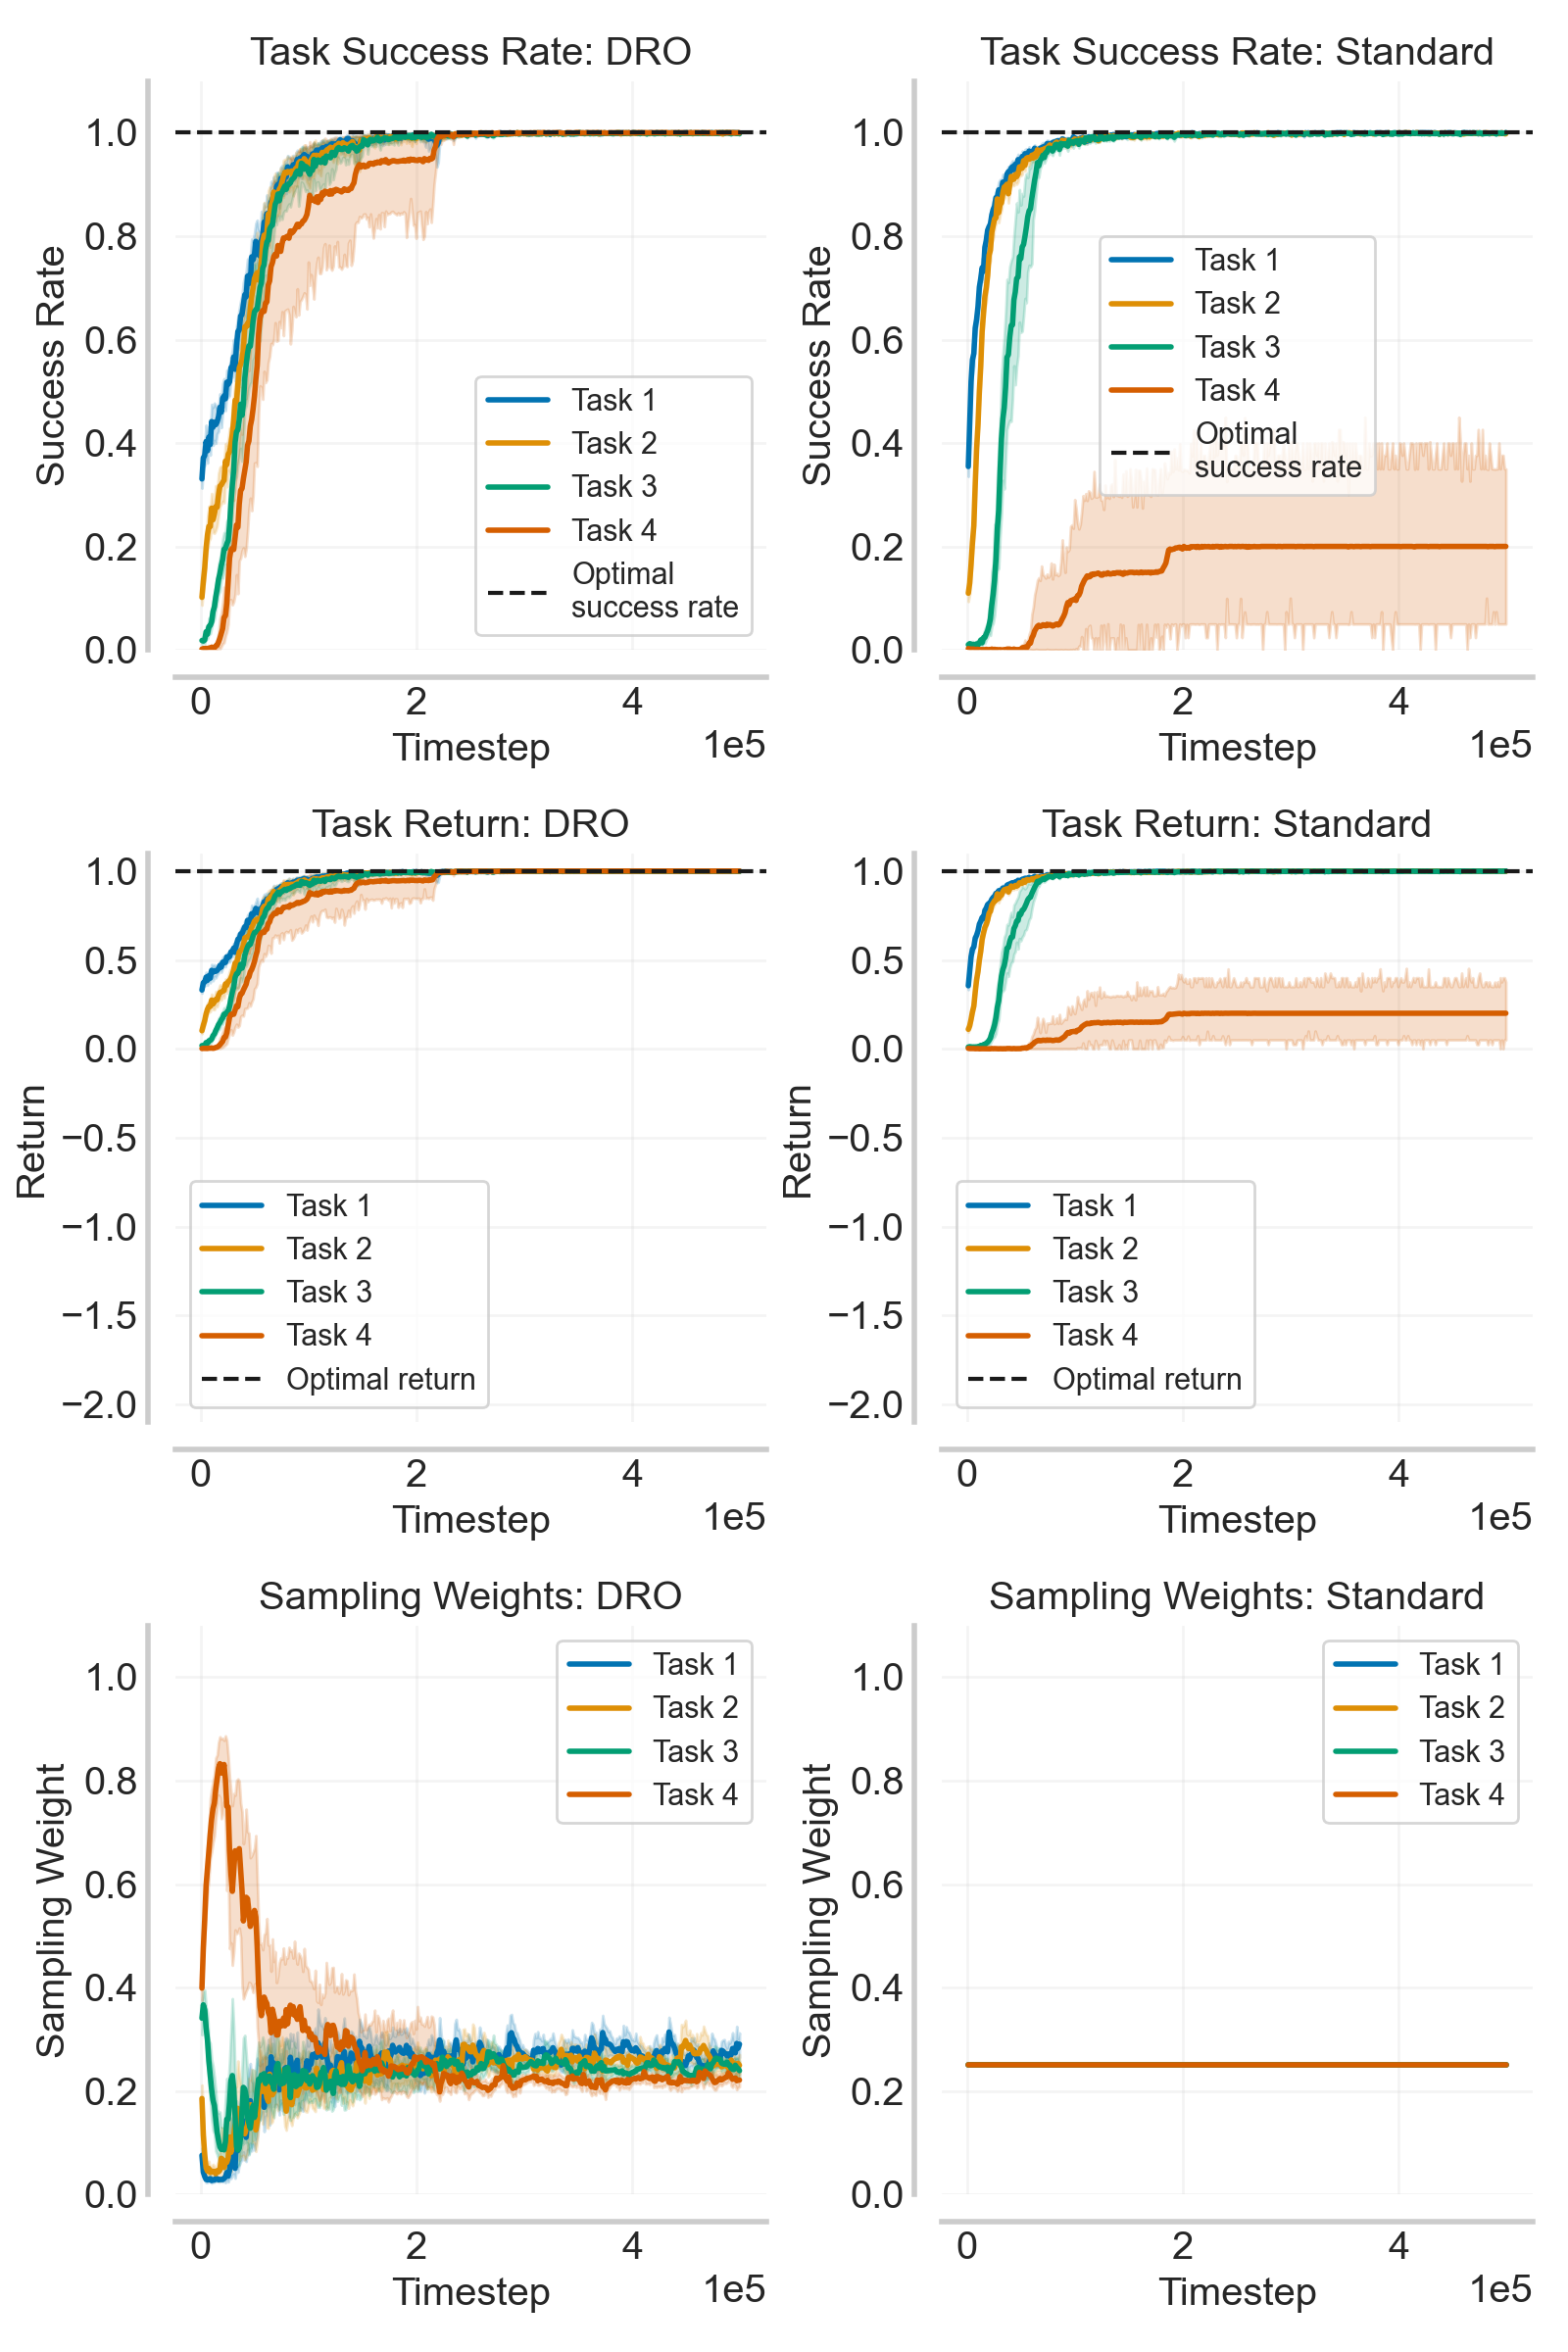 Task Success Rate: DRO
Success Rate
1.0
0.8
0.6
0.4
0.2
0.0
Task 1
Task 2
Task 3
Task 4
Optimal
success rate
0 2 4
1e5
Timestep
Task Success Rate: Standard
Success Rate
1.0
0.8
0.6
0.4
0.2
0.0
Task 1
Task 2
Task 3
Task 4
Optimal
success rate
0 2 4
1e5
Timestep
Task Return: DRO
Return
1.0
0.5
0.0
−0.5
−1.0
−1.5
−2.0
Task 1
Task 2
Task 3
Task 4
Optimal return
0 2 4
1e5
Timestep
Task Return: Standard
Return
1.0
0.5
0.0
−0.5
−1.0
−1.5
−2.0
Task 1
Task 2
Task 3
Task 4
Optimal return
0 2 4
1e5
Timestep
Sampling Weights: DRO
Sampling Weight
1.0
0.8
0.6
0.4
0.2
0.0
Task 1
Task 2
Task 3
Task 4
0 2 4
1e5
Timestep
Sampling Weights: Standard
Sampling Weight
1.0
0.8
0.6
0.4
0.2
0.0
Task 1
Task 2
Task 3
Task 4
0 2 4
1e5
Timestep